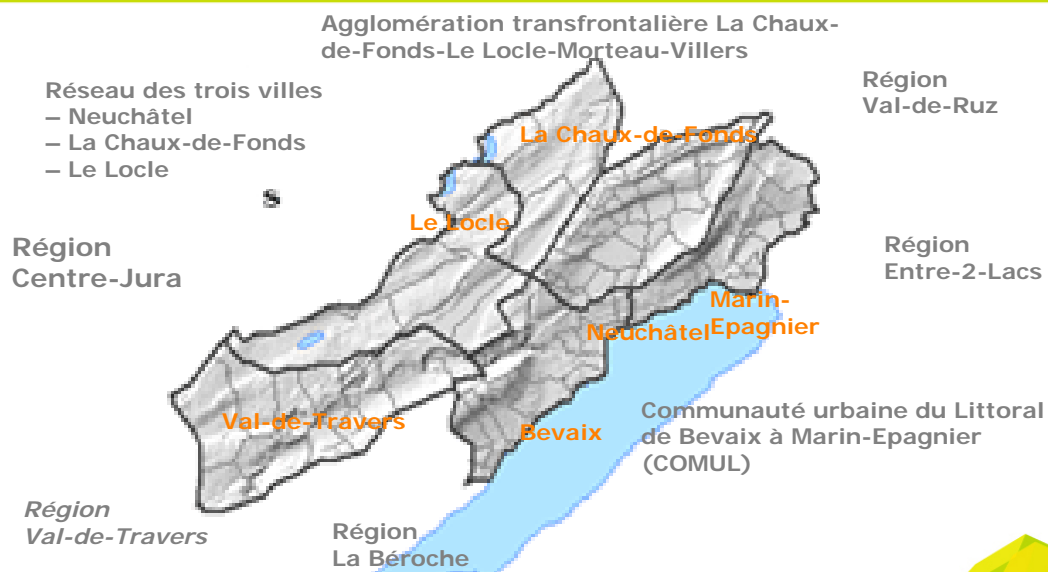 Agglomération transfrontalière La Chaux-
de-Fonds-Le Locle-Morteau-Villers
Réseau des trois villes
– Neuchâtel
– La Chaux-de-Fonds
– Le Locle
Région
Val-de-Ruz
La Chaux-de-Fonds
s
Le Locle
Région
Centre-Jura
Région
Entre-2-Lacs
Marin-
Epagnier
Neuchâtel
Val-de-Travers
Bevaix
Communauté urbaine du Littoral
de Bevaix à Marin-Epagnier
(COMUL)
Région
Val-de-Travers
Région
La Béroche